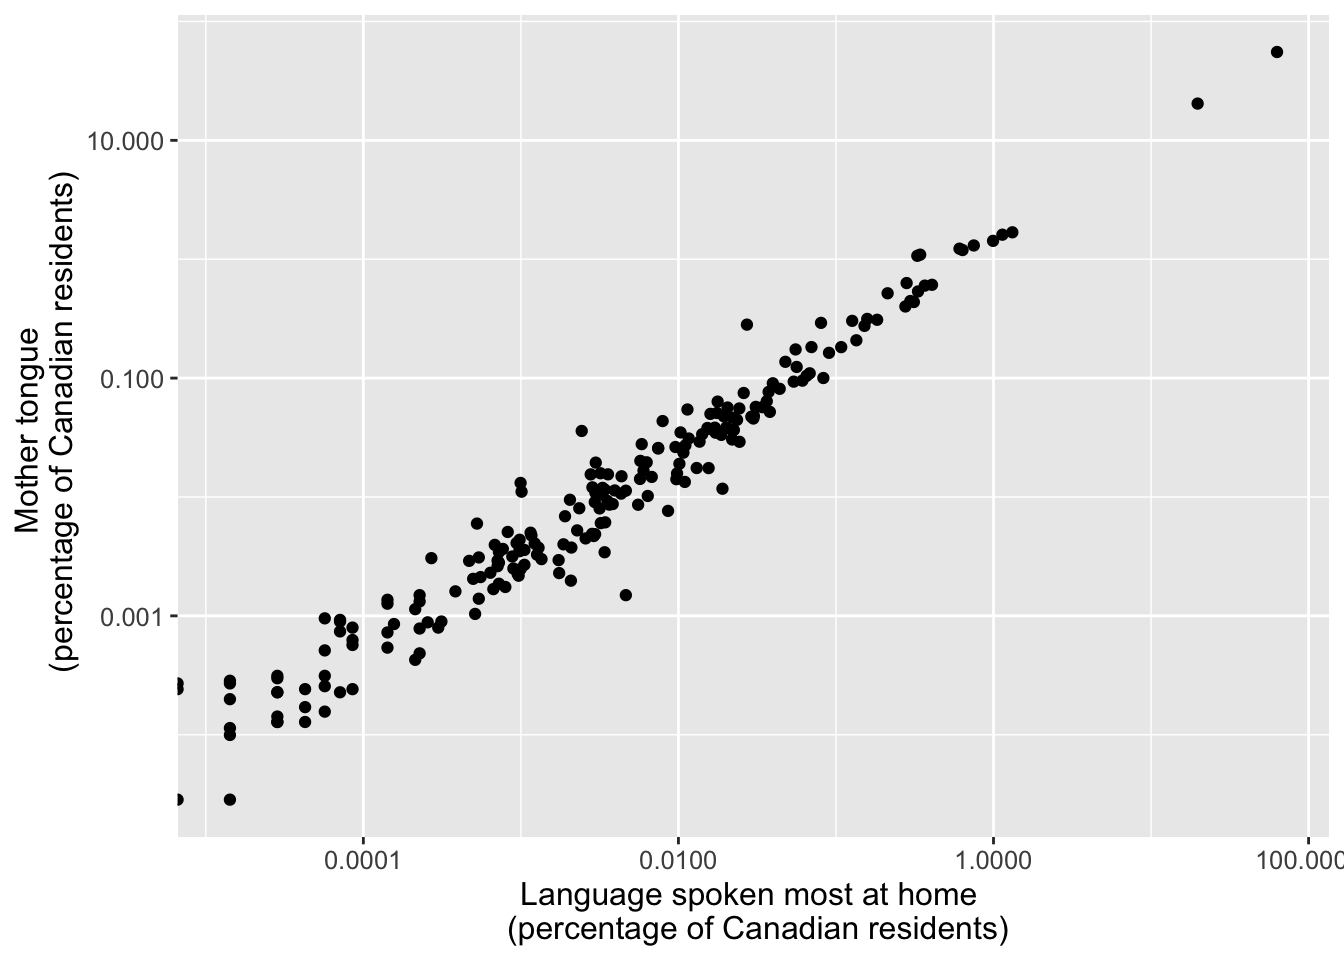 Mother tongue
(percentage of Canadian residents)
10.000
0.100
0.001
0.0001 0.0100 1.0000 100.000
Language spoken most at home
(percentage of Canadian residents)